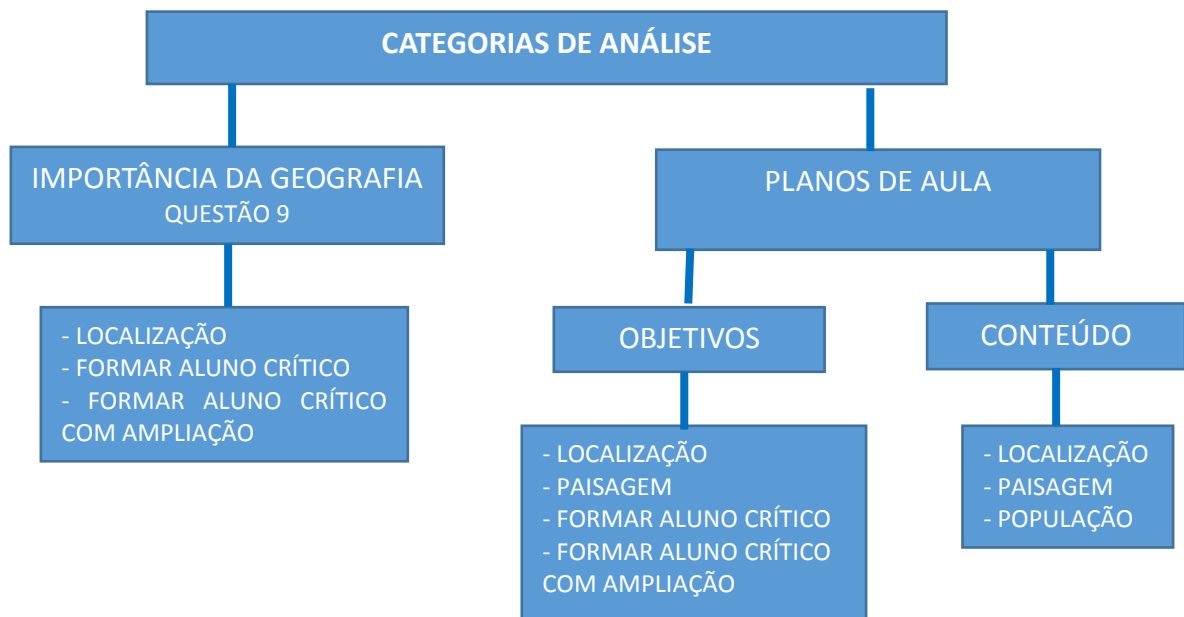 CATEGORIAS DE ANÁLISE
IMPORTÂNCIA DA GEOGRAFIA
QUESTÃO 9
- LOCALIZAÇÃO
- FORMAR ALUNO CRÍTICO
- FORMAR ALUNO CRÍTICO
COM AMPLIAÇÃO
PLANOS DE AULA
OBJETIVOS
- LOCALIZAÇÃO
- PAISAGEM
- FORMAR ALUNO CRÍTICO
- FORMAR ALUNO CRÍTICO
COM AMPLIAÇÃO
CONTEÚDO
- LOCALIZAÇÃO
- PAISAGEM
- POPULAÇÃO